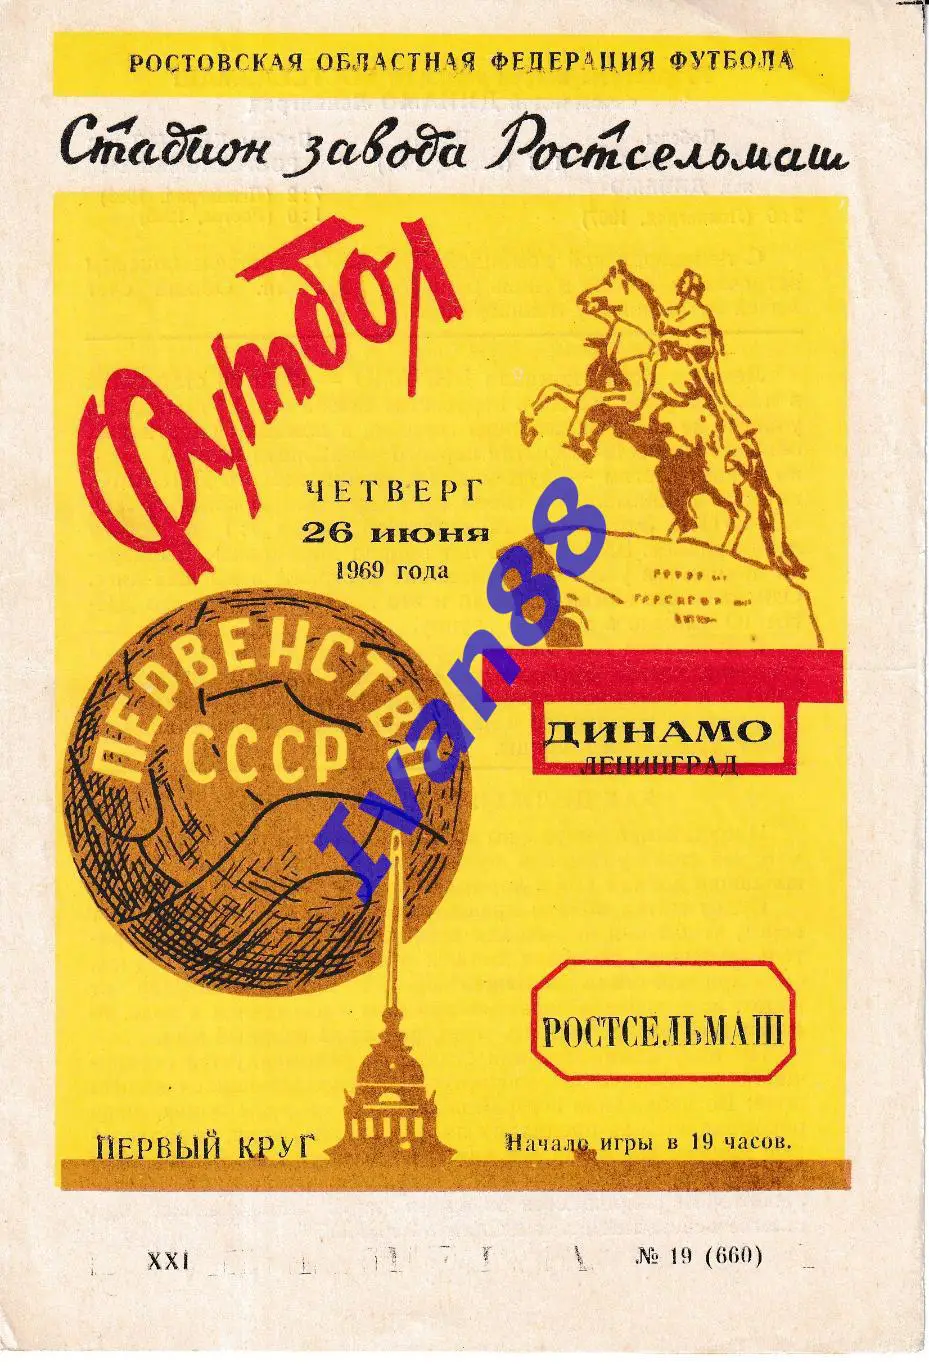 РОСТОВСКАЯ ОБЛАСТНАЯ ФЕДЕРАЦИЯ ФУТБОЛА
Стадион завода Ростсельмаш
Футбол
ЧЕТВЕРГ
26 июня
1969 года
ПЕРВЕНСТВО
СССР
ДИНАМО
ЛЕНИНГРАД
РОСТСЕЛЬМАШ
ПЕРВЫЙ КРУГ
Начало игры в 19 часов.
XXI
№ 19 (660)
Ivan88